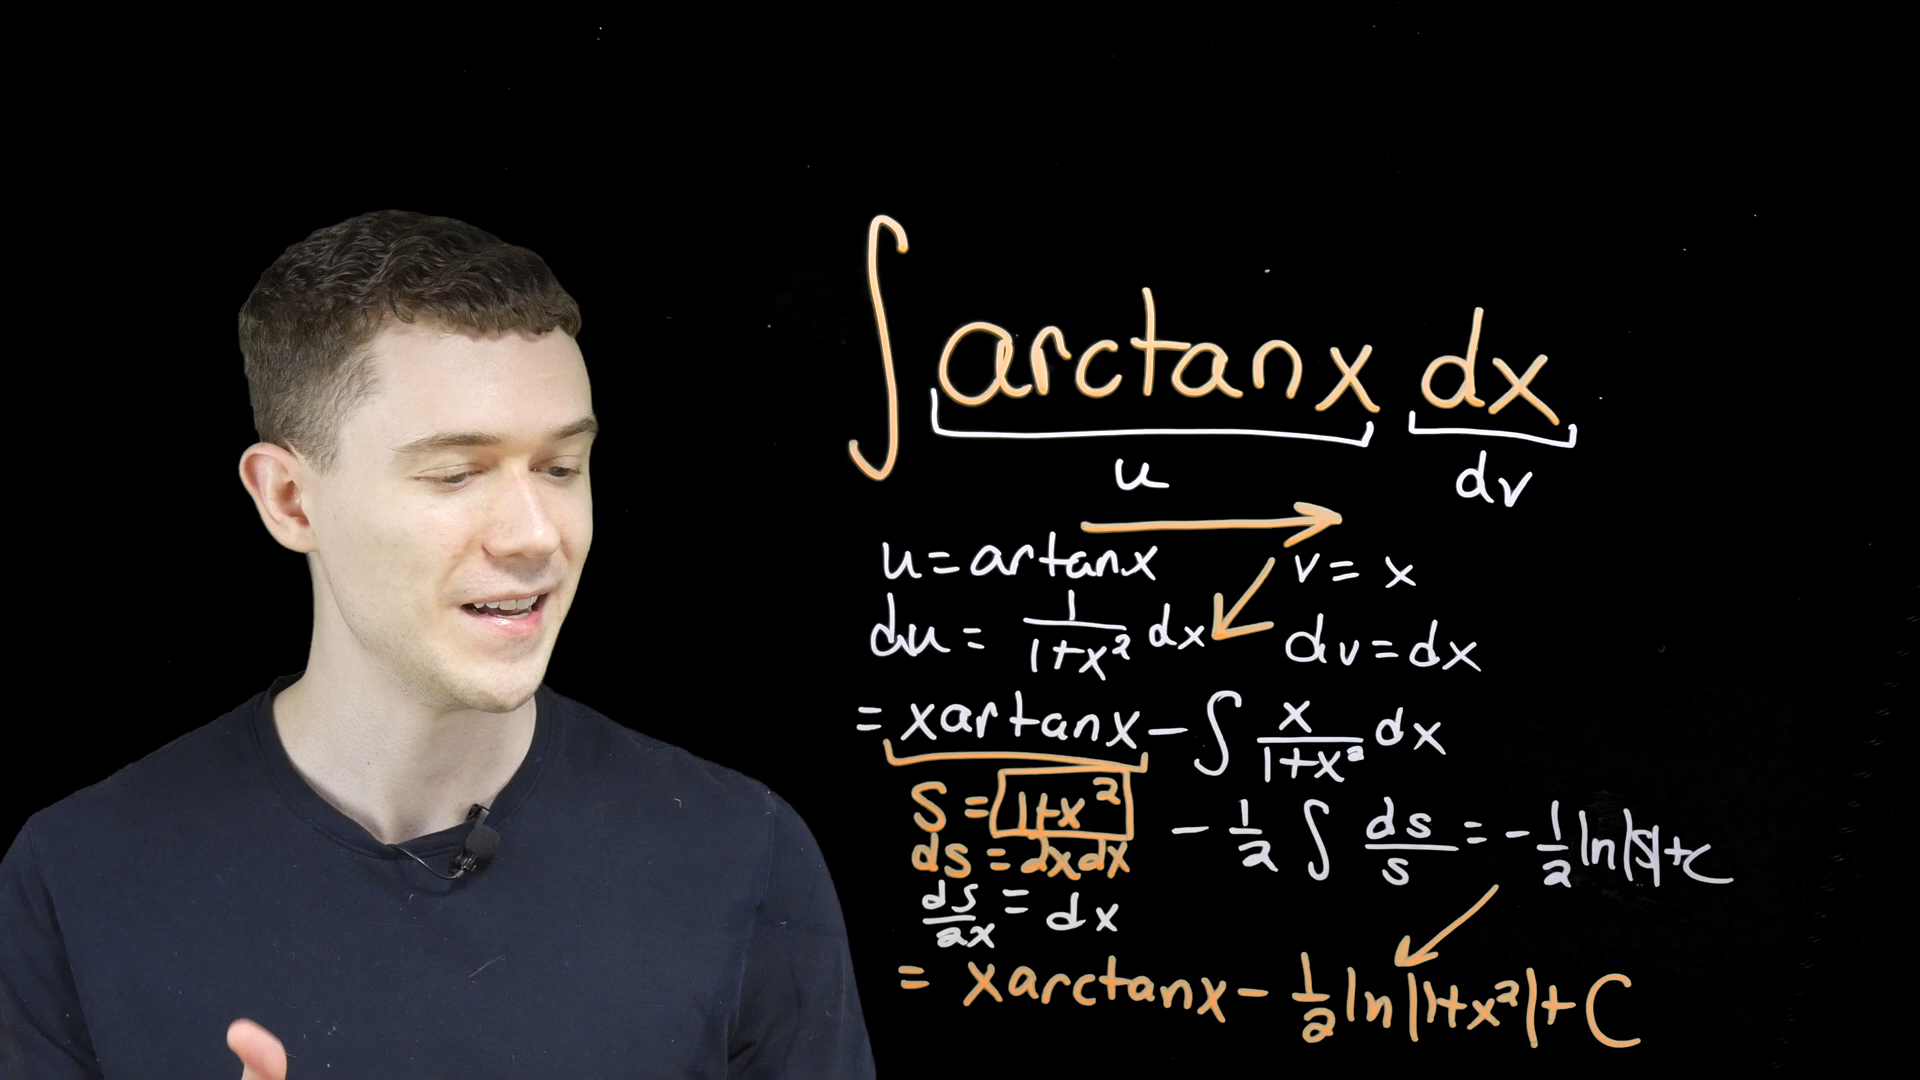 ∫ arctanx dx
u dv
u = artanx v = x
du = 1/(1+x²) dx dv = dx
= xartanx - ∫ x/(1+x²) dx
S = 1+x²
ds = 2xdx
- 1/2 ∫ ds/s = - 1/2 ln|s| + C
ds/2x = dx
= xarctanx - 1/2 ln|1+x²| + C